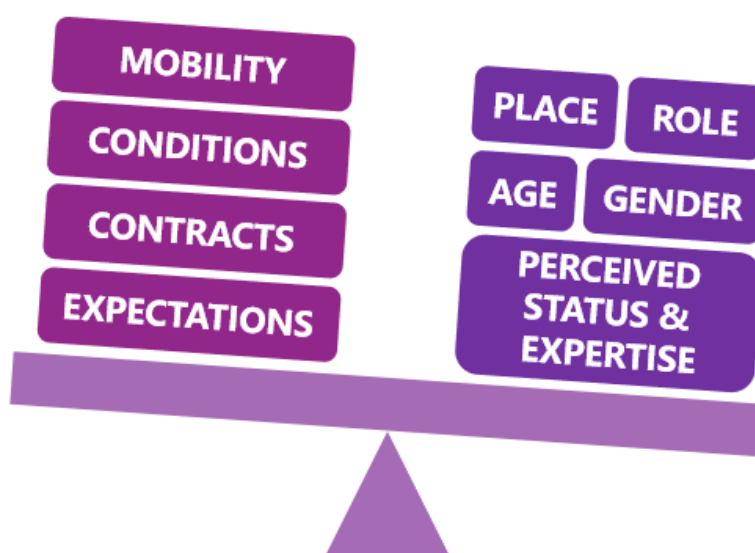 MOBILITY
CONDITIONS
CONTRACTS
EXPECTATIONS
PLACE
ROLE
AGE
GENDER
PERCEIVED
STATUS &
EXPERTISE